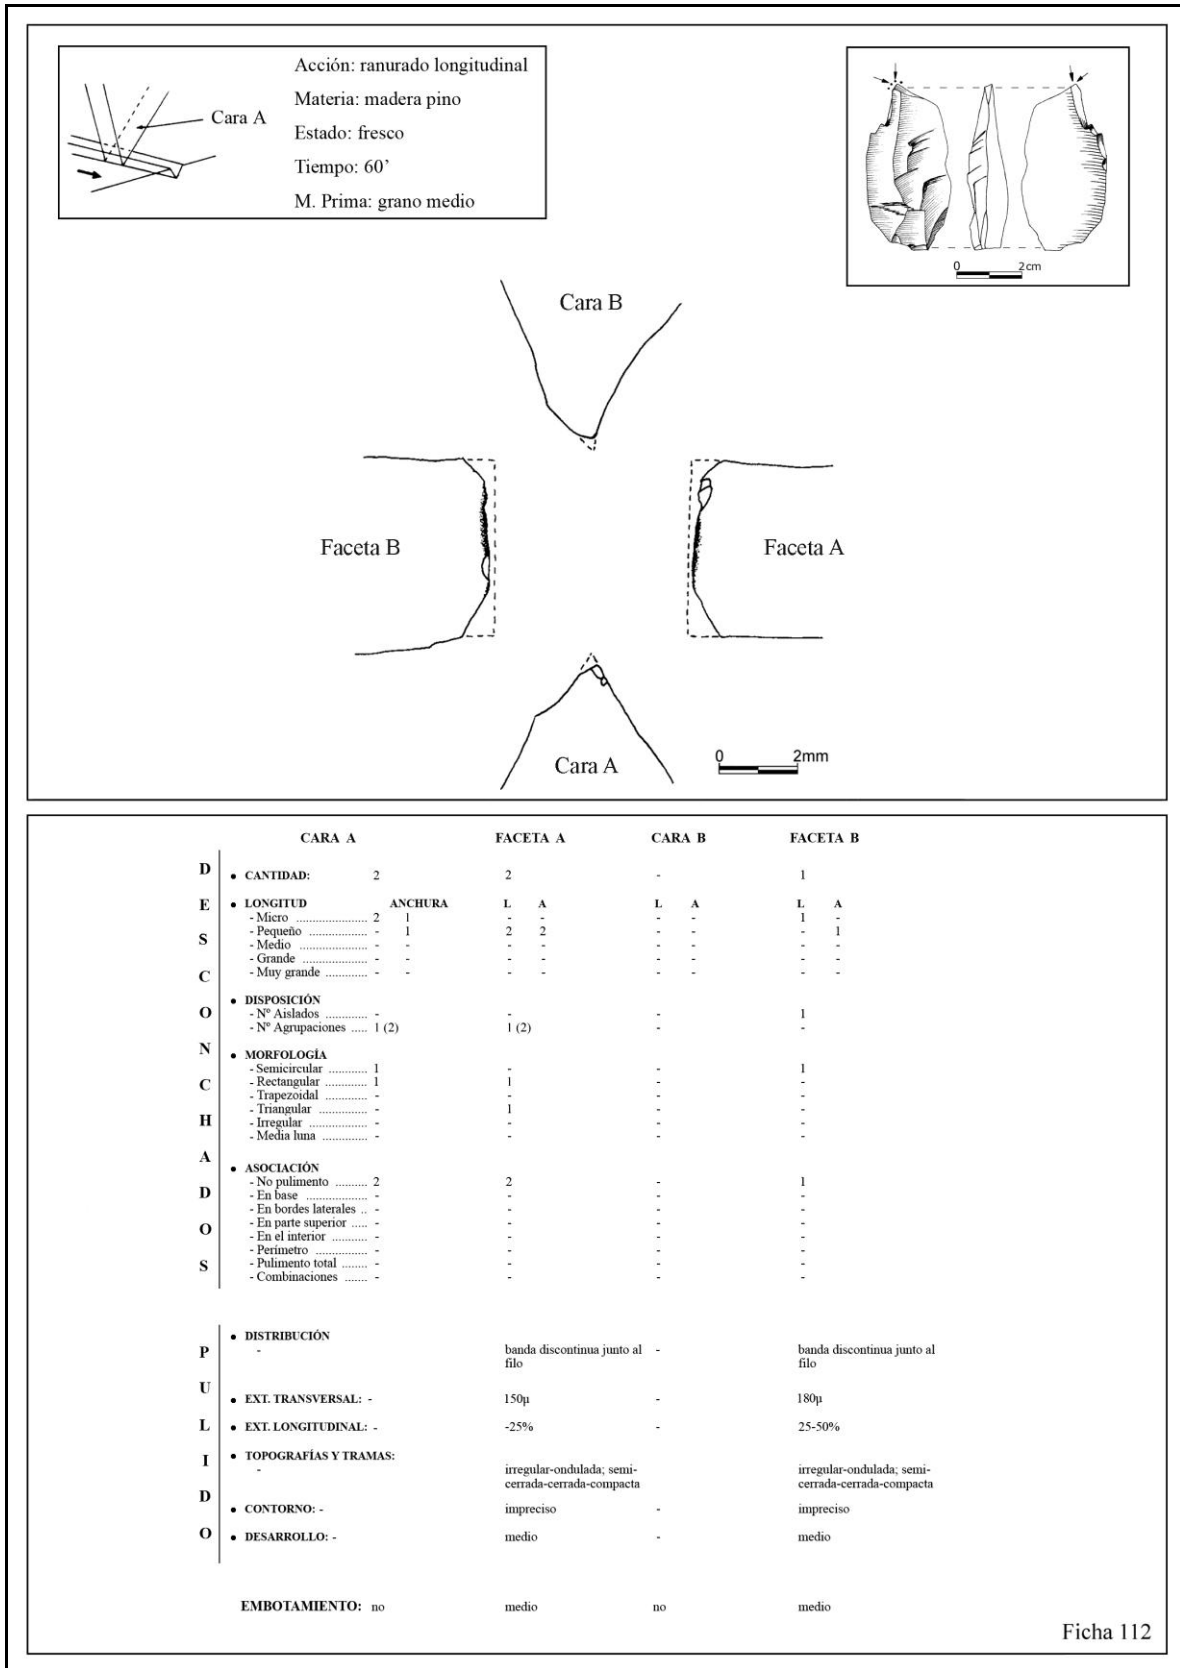 Acción: ranurado longitudinal
Materia: madera pino
Estado: fresco
Tiempo: 60’
M. Prima: grano medio
Cara A
0 2cm
Cara B
Faceta B
Faceta A
Cara A
0 2mm
CARA A FACETA A CARA B FACETA B
DESCONCHADOS
• CANTIDAD: 2 2 - 1
• LONGITUD ANCHURA L A L A L A
- Micro ...................... 2 1 - - - - 1 -
- Pequeño .................. - 1 2 2 - - - 1
- Medio ..................... - - - - - - - -
- Grande .................... - - - - - - - -
- Muy grande ............. - - - - - - - -
• DISPOSICIÓN
- Nº Aislados ............. - - - 1
- Nº Agrupaciones ..... 1 (2) 1 (2) - -
• MORFOLOGÍA
- Semicircular ............ 1 - - 1
- Rectangular ............. 1 1 - -
- Trapezoidal ............. - - - -
- Triangular ............... - 1 - -
- Irregular .................. - - - -
- Media luna .............. - - - -
• ASOCIACIÓN
- No pulimento .......... 2 2 - 1
- En base ................... - - - -
- En bordes laterales .. - - - -
- En parte superior ..... - - - -
- En el interior ........... - - - -
- Perímetro ................ - - - -
- Pulimento total ........ - - - -
- Combinaciones ....... - - - -
PULIDO
• DISTRIBUCIÓN
- banda discontinua junto al - banda discontinua junto al
filo filo
• EXT. TRANSVERSAL: - 150µ - 180µ
• EXT. LONGITUDINAL: - -25% - 25-50%
• TOPOGRAFÍAS Y TRAMAS:
- irregular-ondulada; semi- irregular-ondulada; semi-
cerrada-cerrada-compacta cerrada-cerrada-compacta
• CONTORNO: - impreciso - impreciso
• DESARROLLO: - medio - medio
EMBOTAMIENTO: no medio no medio
Ficha 112